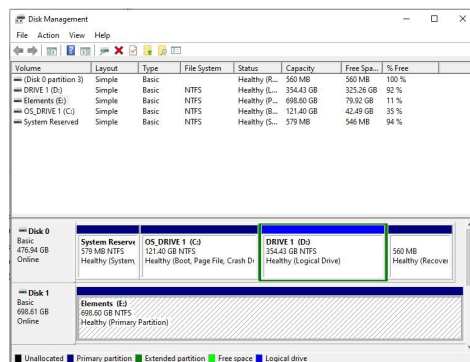 Disk Management
File Action View Help
Volume Layout Type File System Status Capacity Free Spa... % Free
(Disk 0 partition 3) Simple Basic Healthy (R... 560 MB 560 MB 100 %
DRIVE 1 (D:) Simple Basic NTFS Healthy (L... 354.43 GB 325.26 GB 92 %
Elements (E:) Simple Basic NTFS Healthy (P... 698.60 GB 79.92 GB 11 %
OS_DRIVE 1 (C:) Simple Basic NTFS Healthy (B... 121.40 GB 42.49 GB 35 %
System Reserved Simple Basic NTFS Healthy (S... 579 MB 546 MB 94 %
Disk 0
Basic
476.94 GB
Online
System Reserve
579 MB NTFS
Healthy (System,
OS_DRIVE 1 (C:)
121.40 GB NTFS
Healthy (Boot, Page File, Crash D
DRIVE 1 (D:)
354.43 GB NTFS
Healthy (Logical Drive)
560 MB
Healthy (Recover
Disk 1
Basic
698.61 GB
Online
Elements (E:)
698.60 GB NTFS
Healthy (Primary Partition)
Unallocated Primary partition Extended partition Free space Logical drive